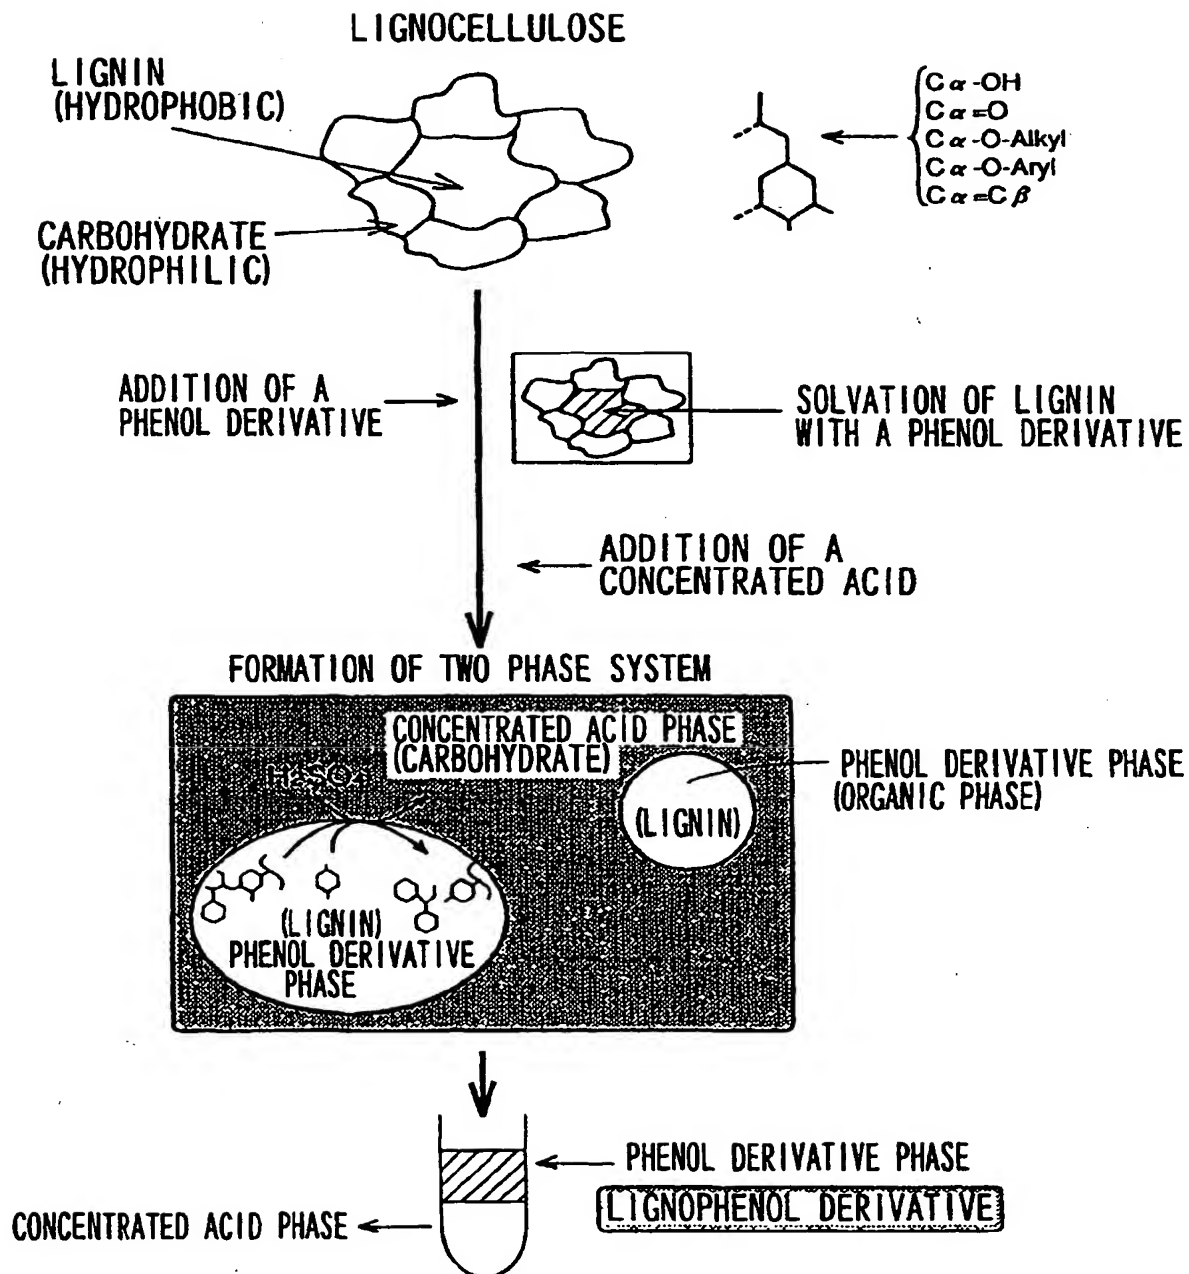 LIGNOCELLULOSE
LIGNIN
(HYDROPHOBIC)
CARBOHYDRATE
(HYDROPHILIC)
Cα-OH
Cα=O
Cα-O-Alkyl
Cα-O-Aryl
Cα=Cβ
ADDITION OF A
PHENOL DERIVATIVE
SOLVATION OF LIGNIN
WITH A PHENOL DERIVATIVE
ADDITION OF A
CONCENTRATED ACID
FORMATION OF TWO PHASE SYSTEM
CONCENTRATED ACID PHASE
(CARBOHYDRATE)
H2SO4
PHENOL DERIVATIVE PHASE
(ORGANIC PHASE)
(LIGNIN)
(LIGNIN)
PHENOL DERIVATIVE
PHASE
PHENOL DERIVATIVE PHASE
LIGNOPHENOL DERIVATIVE
CONCENTRATED ACID PHASE